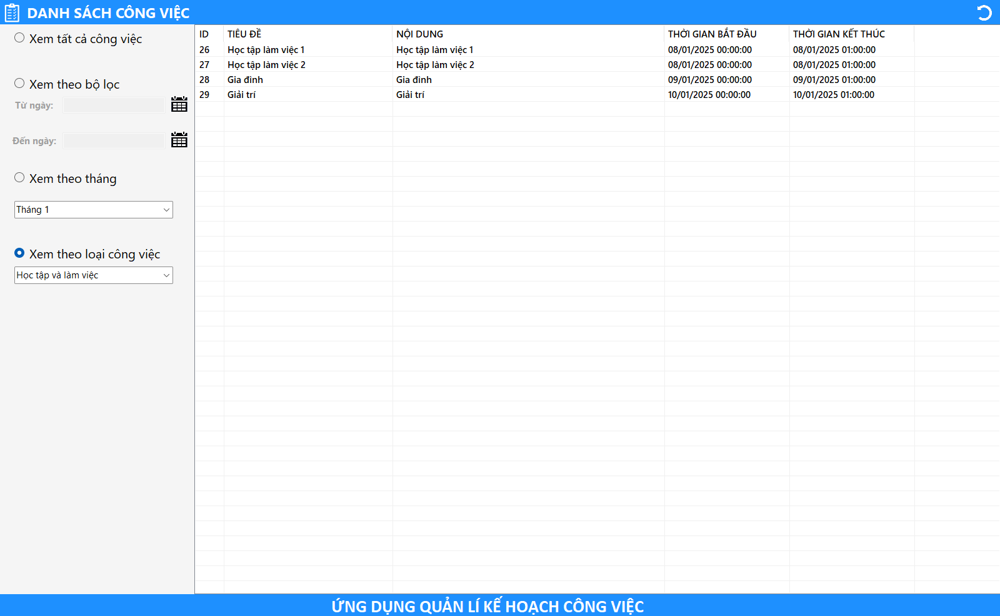 DANH SÁCH CÔNG VIỆC
Xem tất cả công việc
Xem theo bộ lọc
Từ ngày:
Đến ngày:
Xem theo tháng
Tháng 1
Xem theo loại công việc
Học tập và làm việc
ID TIÊU ĐỀ NỘI DUNG THỜI GIAN BẮT ĐẦU THỜI GIAN KẾT THÚC
26 Học tập làm việc 1 Học tập làm việc 1 08/01/2025 00:00:00 08/01/2025 01:00:00
27 Học tập làm việc 2 Học tập làm việc 2 08/01/2025 00:00:00 08/01/2025 01:00:00
28 Gia đình Gia đình 09/01/2025 00:00:00 09/01/2025 01:00:00
29 Giải trí Giải trí 10/01/2025 00:00:00 10/01/2025 01:00:00
ỨNG DỤNG QUẢN LÍ KẾ HOẠCH CÔNG VIỆC